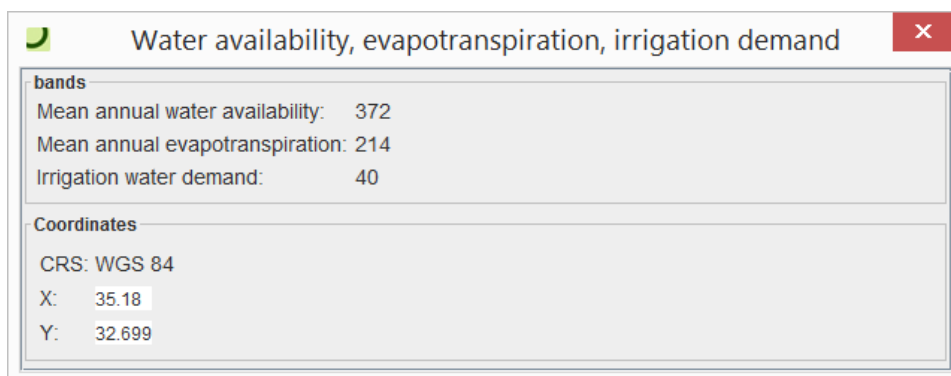 Water availability, evapotranspiration, irrigation demand
bands
Mean annual water availability: 372
Mean annual evapotranspiration: 214
Irrigation water demand: 40
Coordinates
CRS: WGS 84
X: 35.18
Y: 32.699